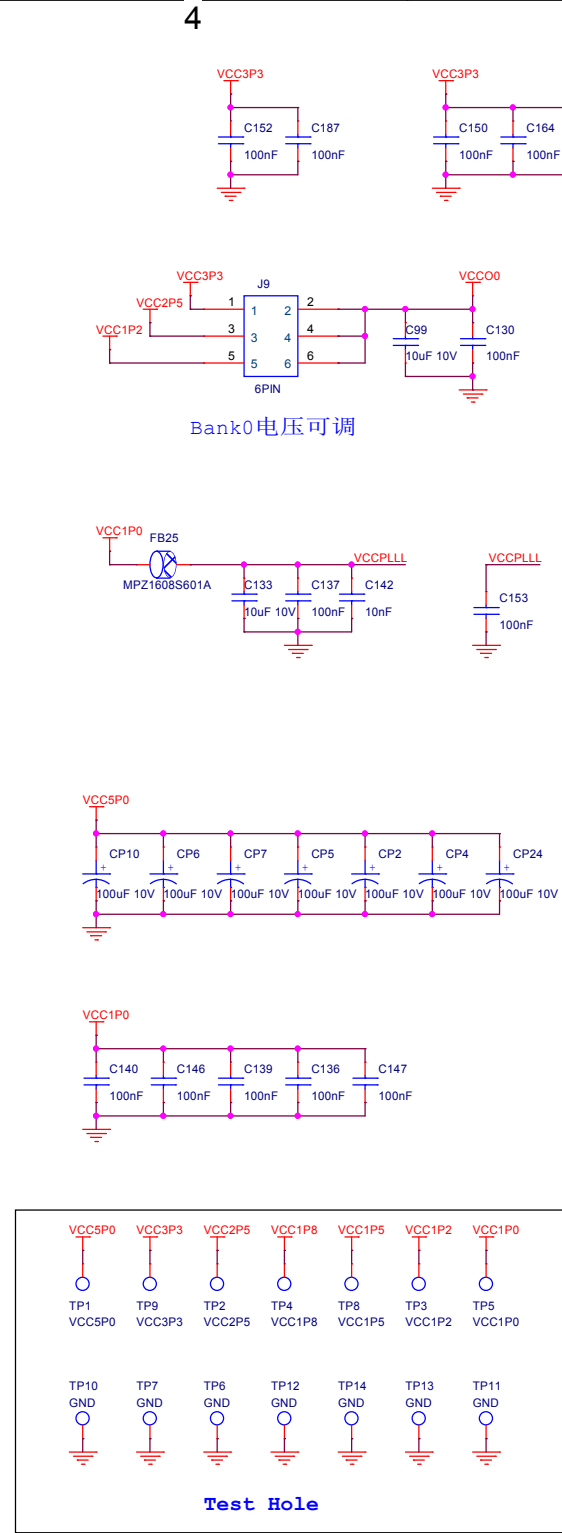 4
VCC3P3 VCC3P3
C152 C187 C150 C164
100nF 100nF 100nF 100nF
VCC3P3 J9 VCCO0
VCC2P5 1 1 2 2
VCC1P2 3 3 4 4 C99 C130
5 5 6 6 10uF 10V 100nF
6PIN
Bank0电压可调
VCC1P0 FB25 VCCPLLL VCCPLLL
MPZ1608S601A C133 C137 C142 C153
10uF 10V 100nF 10nF 100nF
VCC5P0
CP10 CP6 CP7 CP5 CP2 CP4 CP24
+ + + + + + +
100uF 10V 100uF 10V 100uF 10V 100uF 10V 100uF 10V 100uF 10V 100uF 10V
VCC1P0
C140 C146 C139 C136 C147
100nF 100nF 100nF 100nF 100nF
VCC5P0 VCC3P3 VCC2P5 VCC1P8 VCC1P5 VCC1P2 VCC1P0
TP1 TP9 TP2 TP4 TP8 TP3 TP5
VCC5P0 VCC3P3 VCC2P5 VCC1P8 VCC1P5 VCC1P2 VCC1P0
TP10 TP7 TP6 TP12 TP14 TP13 TP11
GND GND GND GND GND GND GND
Test Hole